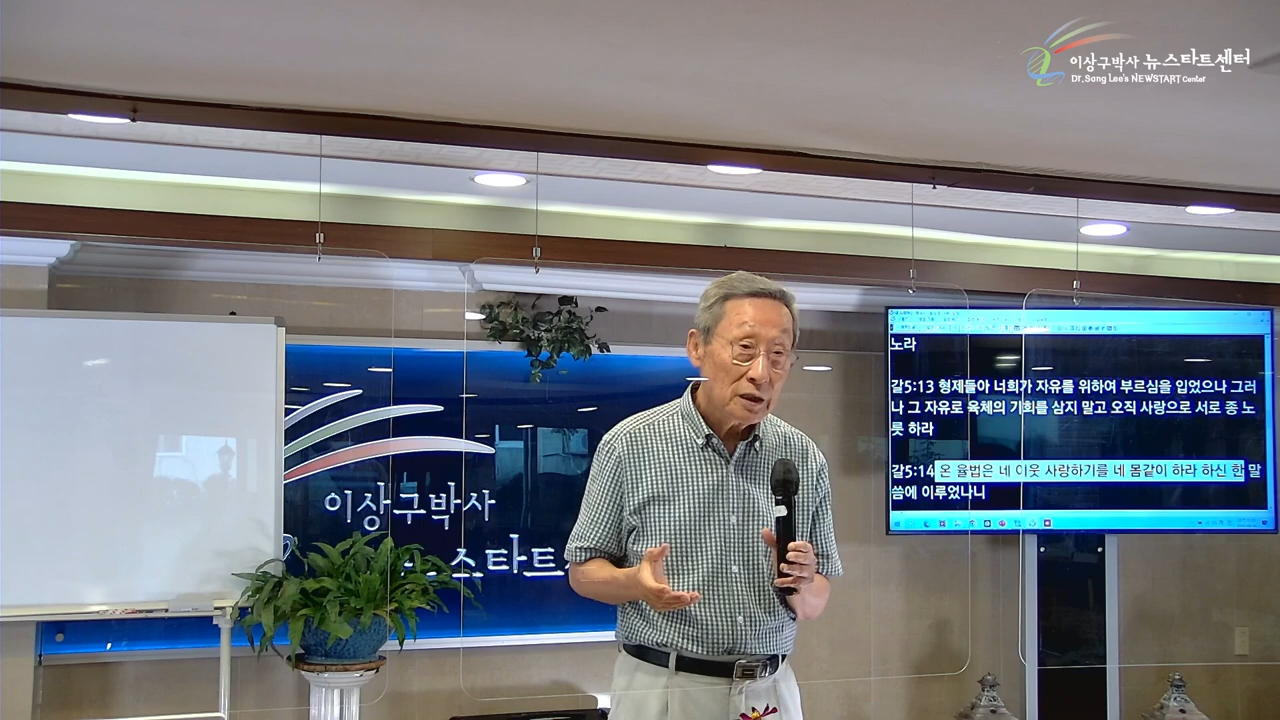 이상구박사 뉴스타트센터
Dr. Sang Lee's NEWSTART Center
노라
갈5:13 형제들아 너희가 자유를 위하여 부르심을 입었으나 그러
나 그 자유로 육체의 기회를 삼지 말고 오직 사랑으로 서로 종 노
릇 하라
갈5:14 온 율법은 네 이웃 사랑하기를 네 몸같이 하라 하신 한 말
씀에 이루었나니
이상구박사
스타트